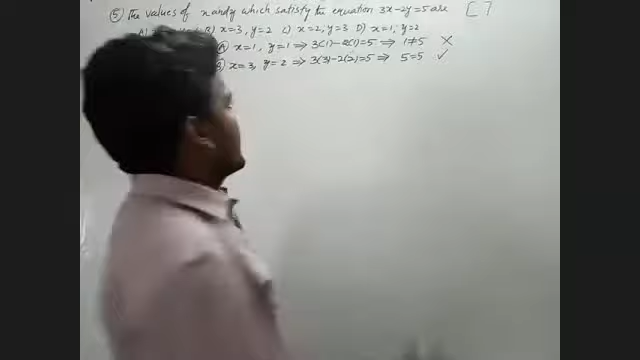 ⑤ The values of x and y which satisfy the equation 3x-2y=5 are [ ]
A) B) x=3, y=2 C) x=2, y=3 D) x=1, y=2
Ⓐ x=1, y=1 ⇒ 3(1)-2(1)=5 ⇒ 1≠5 ×
Ⓑ x=3, y=2 ⇒ 3(3)-2(2)=5 ⇒ 5=5 ✓